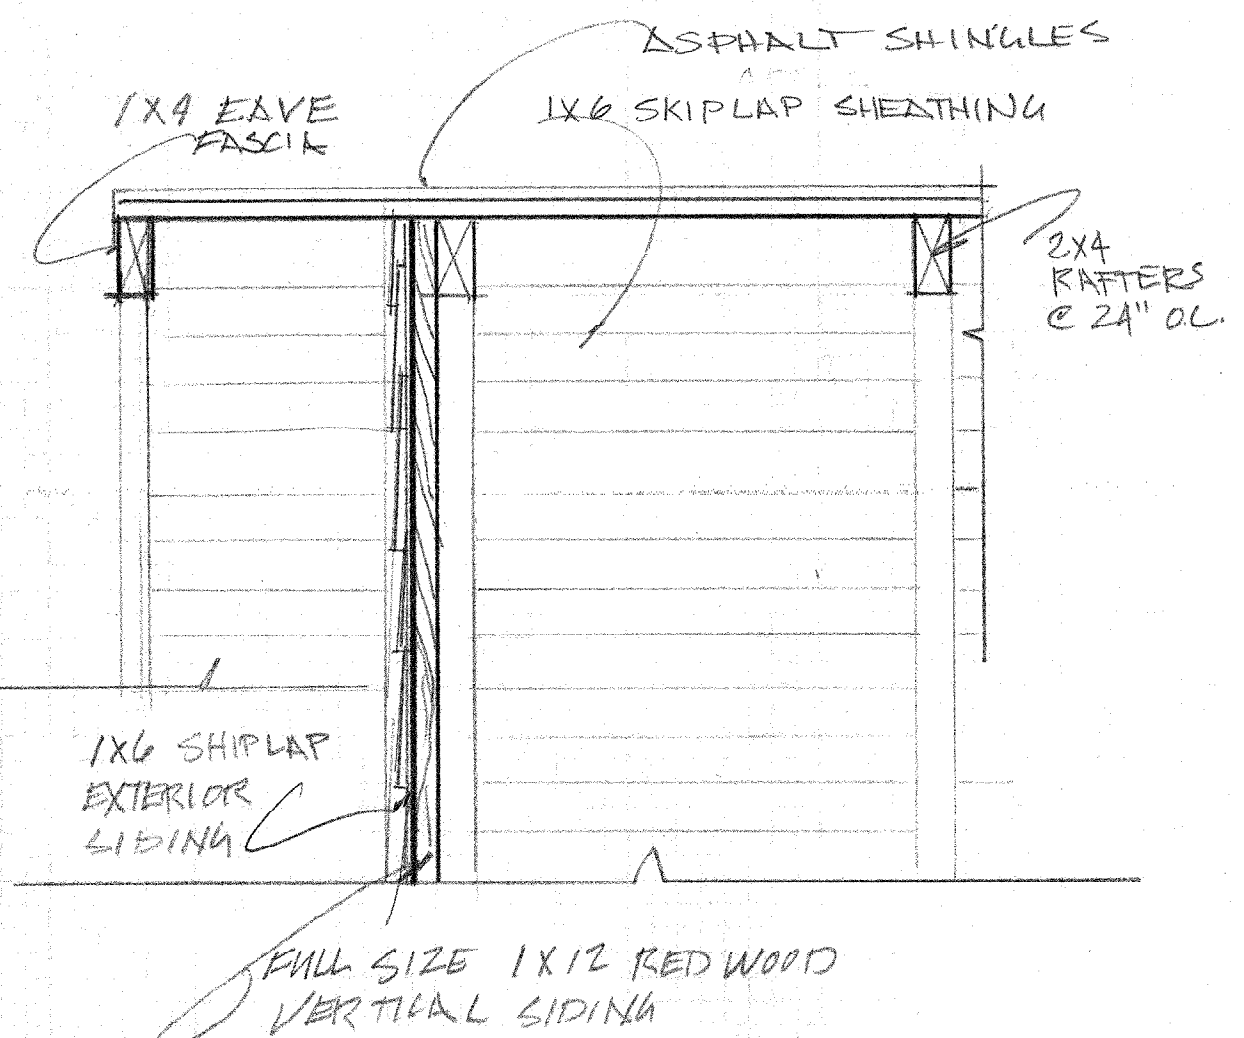 ASPHALT SHINGLES
1X6 SKIPLAP SHEATHING
1X4 EAVE
FASCIA
2X4
RAFTERS
@ 24" O.C.
1X6 SHIPLAP
EXTERIOR
SIDING
FULL SIZE 1X12 REDWOOD
VERTICAL SIDING